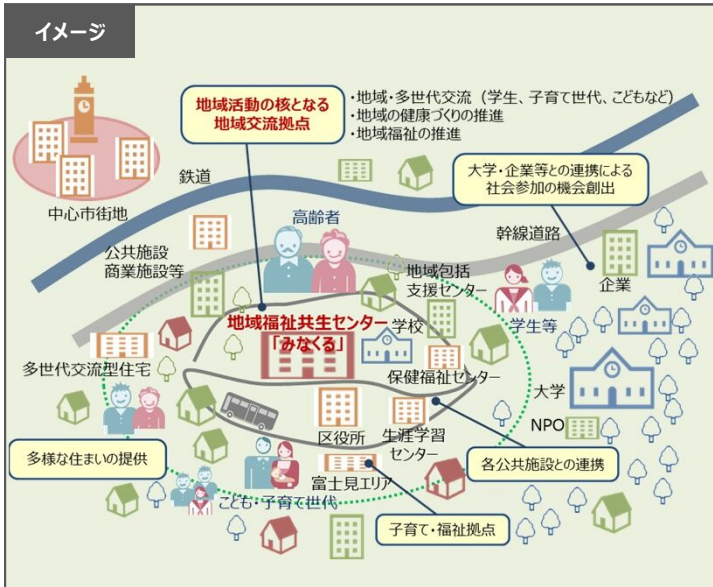 イメージ
地域活動の核となる
地域交流拠点
・地域・多世代交流（学生、子育て世代、こどもなど）
・地域の健康づくりの推進
・地域福祉の推進
大学・企業等との連携による
社会参加の機会創出
中心市街地
鉄道
高齢者
幹線道路
公共施設
商業施設等
地域包括
支援センター
企業
地域福祉共生センター
「みなくる」
学校
学生等
多世代交流型住宅
保健福祉センター
大学
NPO
区役所
生涯学習
センター
多様な住まいの提供
各公共施設との連携
富士見エリア
こども・子育て世代
子育て・福祉拠点